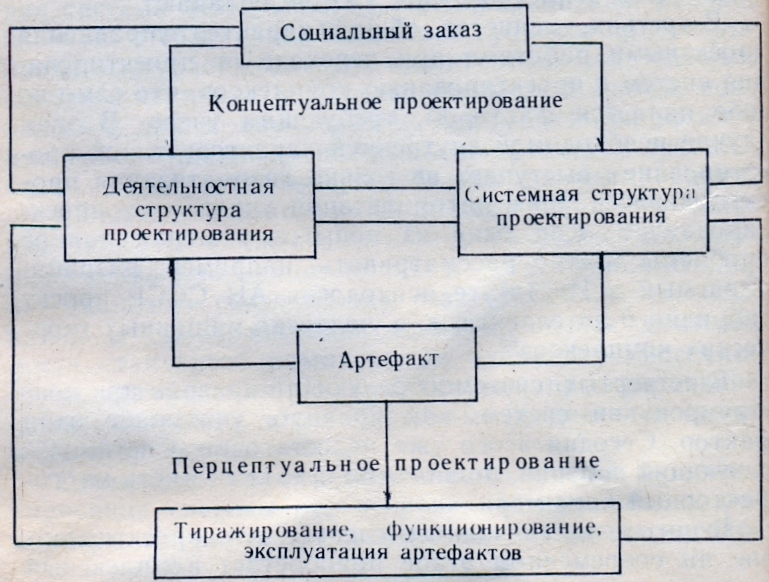 Социальный заказ
Концептуальное проектирование
Деятельностная
структура
проектирования
Системная структура
проектирования
Артефакт
Перцептуальное проектирование
Тиражирование, функционирование,
эксплуатация артефактов